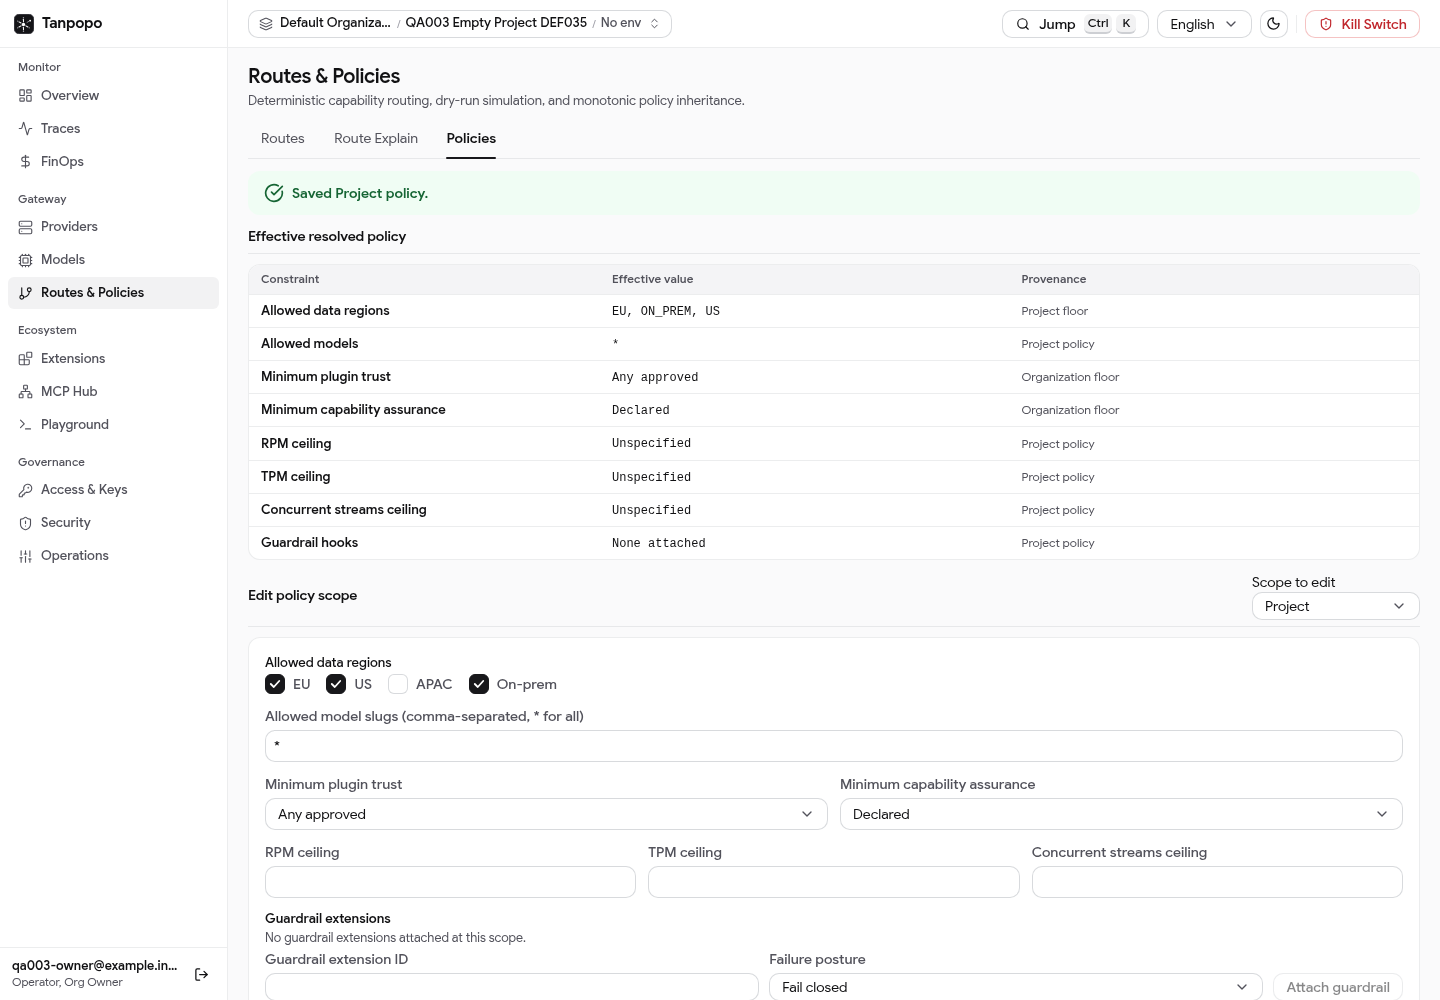 Tanpopo
Default Organiza... / QA003 Empty Project DEF035 / No env
Jump Ctrl K
English
Kill Switch
Monitor
Overview
Traces
FinOps
Gateway
Providers
Models
Routes & Policies
Ecosystem
Extensions
MCP Hub
Playground
Governance
Access & Keys
Security
Operations
qa003-owner@example.in...
Operator, Org Owner
Routes & Policies
Deterministic capability routing, dry-run simulation, and monotonic policy inheritance.
Routes Route Explain Policies
Saved Project policy.
Effective resolved policy
Constraint Effective value Provenance
Allowed data regions EU, ON_PREM, US Project floor
Allowed models * Project policy
Minimum plugin trust Any approved Organization floor
Minimum capability assurance Declared Organization floor
RPM ceiling Unspecified Project policy
TPM ceiling Unspecified Project policy
Concurrent streams ceiling Unspecified Project policy
Guardrail hooks None attached Project policy
Edit policy scope
Scope to edit
Project
Allowed data regions
EU US APAC On-prem
Allowed model slugs (comma-separated, * for all)
*
Minimum plugin trust Minimum capability assurance
Any approved Declared
RPM ceiling TPM ceiling Concurrent streams ceiling
Guardrail extensions
No guardrail extensions attached at this scope.
Guardrail extension ID Failure posture
Fail closed Attach guardrail